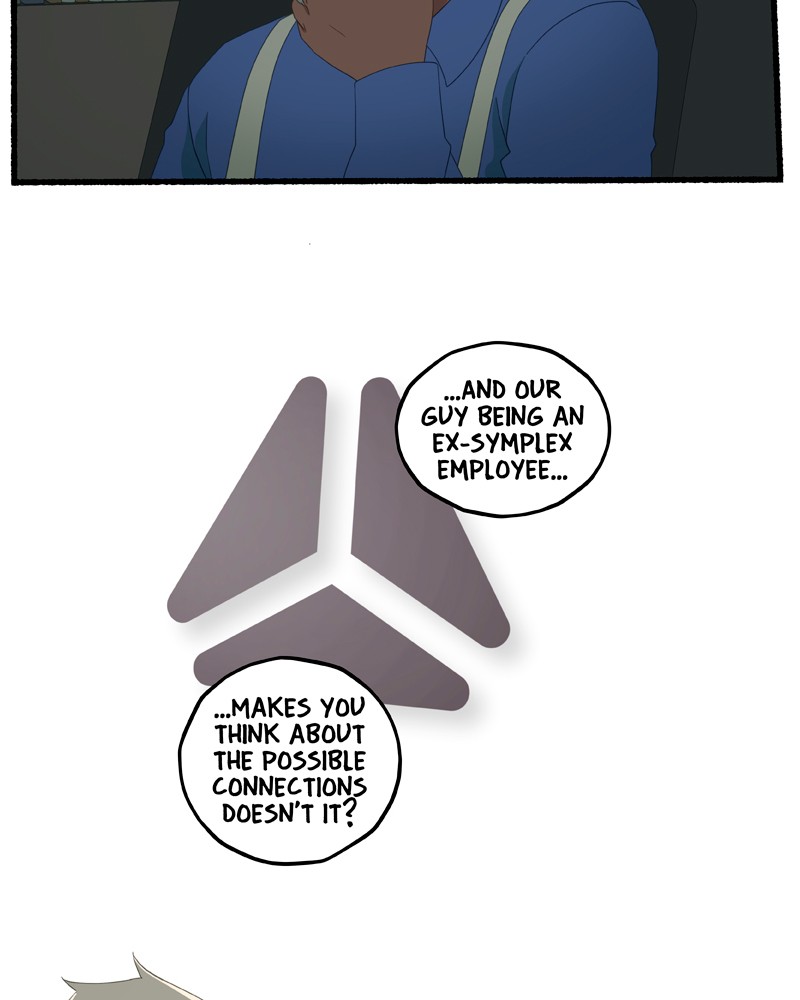 ...AND OUR
GUY BEING AN
EX-SYMPLEX
EMPLOYEE...
...MAKES YOU
THINK ABOUT
THE POSSIBLE
CONNECTIONS
DOESN'T IT?